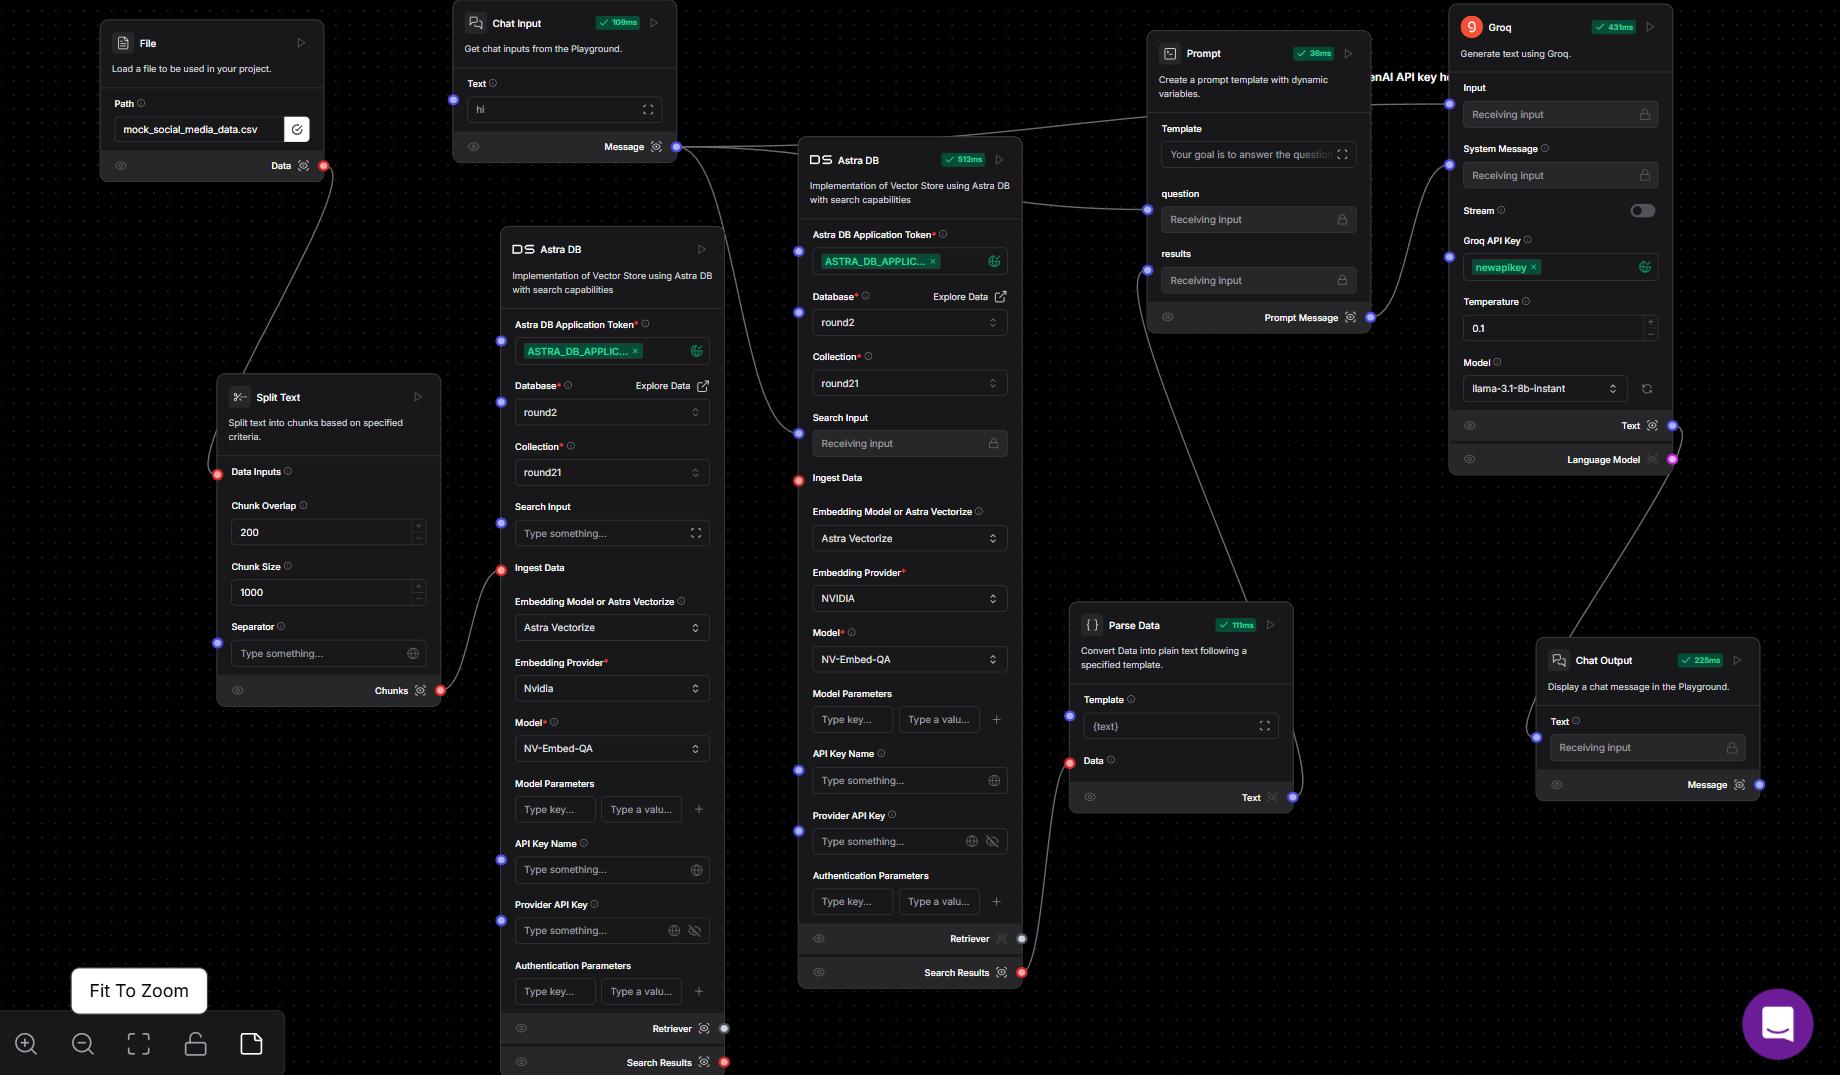 File
Load a file to be used in your project.
Path
mock_social_media_data.csv
Data
Chat Input
109ms
Get chat inputs from the Playground.
Text
hi
Message
Split Text
Split text into chunks based on specified
criteria.
Data Inputs
Chunk Overlap
200
Chunk Size
1000
Separator
Type something...
Chunks
DS Astra DB
Implementation of Vector Store using Astra DB
with search capabilities
Astra DB Application Token*
ASTRA_DB_APPLIC... ×
Database*
Explore Data
round2
Collection*
round21
Search Input
Type something...
Ingest Data
Embedding Model or Astra Vectorize
Astra Vectorize
Embedding Provider*
Nvidia
Model*
NV-Embed-QA
Model Parameters
Type key...
Type a valu...
API Key Name
Type something...
Provider API Key
Type something...
Authentication Parameters
Type key...
Type a valu...
Retriever
Search Results
DS Astra DB
512ms
Implementation of Vector Store using Astra DB
with search capabilities
Astra DB Application Token*
ASTRA_DB_APPLIC... ×
Database*
Explore Data
round2
Collection*
round21
Search Input
Receiving input
Ingest Data
Embedding Model or Astra Vectorize
Astra Vectorize
Embedding Provider*
NVIDIA
Model*
NV-Embed-QA
Model Parameters
Type key...
Type a valu...
API Key Name
Type something...
Provider API Key
Type something...
Authentication Parameters
Type key...
Type a valu...
Retriever
Search Results
Prompt
36ms
Create a prompt template with dynamic
variables.
Template
Your goal is to answer the question
question
Receiving input
results
Receiving input
Prompt Message
enAI API key he
Parse Data
111ms
Convert Data into plain text following a
specified template.
Template
{text}
Data
Text
Groq
431ms
Generate text using Groq.
Input
Receiving input
System Message
Receiving input
Stream
Groq API Key
newapikey ×
Temperature
0.1
Model
llama-3.1-8b-instant
Text
Language Model
Chat Output
225ms
Display a chat message in the Playground.
Text
Receiving input
Message
Fit To Zoom